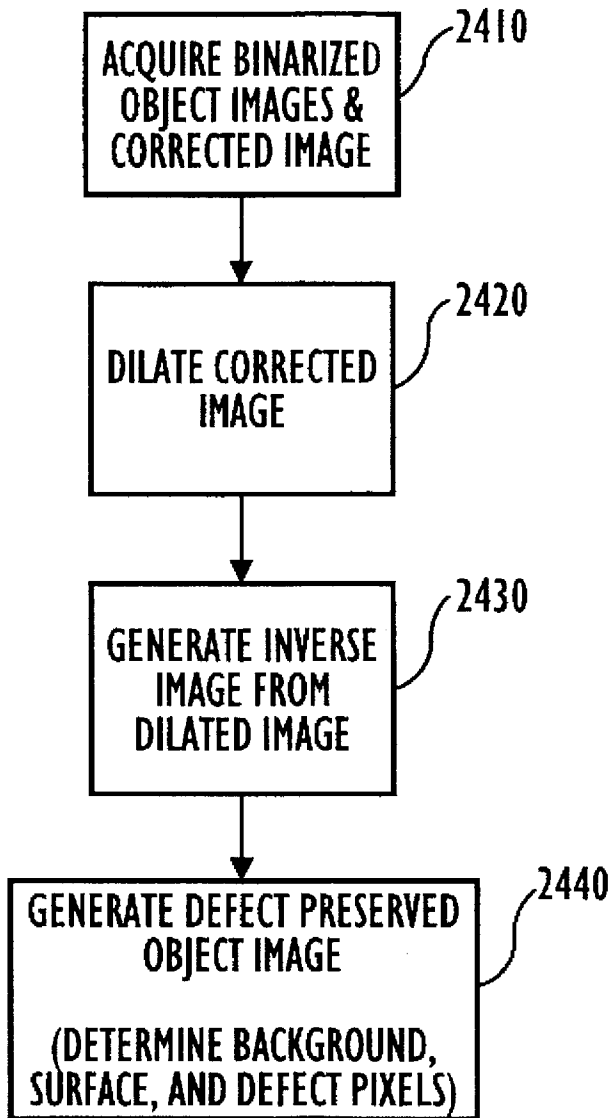 2410
ACQUIRE BINARIZED
OBJECT IMAGES &
CORRECTED IMAGE
2420
DILATE CORRECTED
IMAGE
2430
GENERATE INVERSE
IMAGE FROM
DILATED IMAGE
2440
GENERATE DEFECT PRESERVED
OBJECT IMAGE
(DETERMINE BACKGROUND,
SURFACE, AND DEFECT PIXELS)